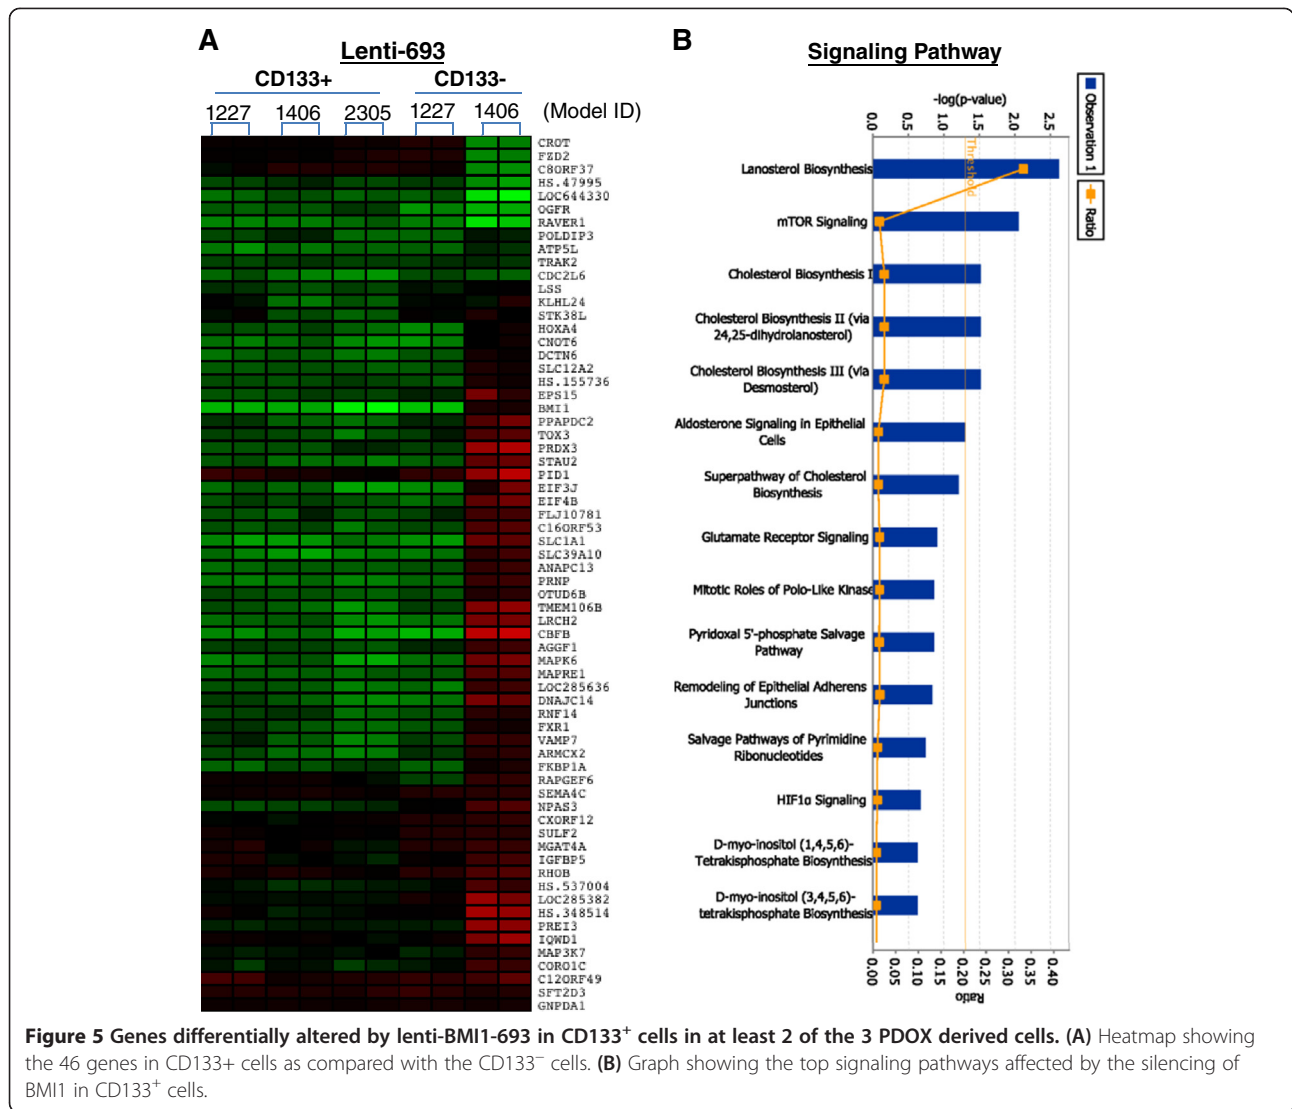 A
Lenti-693
CD133+ CD133-
1227 1406 2305 1227 1406 (Model ID)
CROT
FZD2
C8ORF37
HS.47995
LOC644330
OGFR
RAVER1
POLDIP3
ATP5L
TRAK2
CDC2L6
LSS
KLHL24
STK38L
HOXA4
CNOT6
DCTN6
SLC12A2
HS.155736
EPS15
BMI1
PPAPDC2
TOX3
PRDX3
STAU2
PID1
EIF3J
EIF4B
FLJ10781
C16ORF53
SLC1A1
SLC39A10
ANAPC13
PRNP
OTUD6B
TMEM106B
LRCH2
CBFB
AGGF1
MAPK6
MAPRE1
LOC285636
DNAJC14
RNF14
FXR1
VAMP7
ARMCX2
FKBP1A
RAPGEF6
SEMA4C
NPAS3
CXORF12
SULF2
MGAT4A
IGFBP5
RHOB
HS.537004
LOC285382
HS.348514
PREI3
IQWD1
MAP3K7
CORO1C
C12ORF49
SFT2D3
GNPDA1
B
Signaling Pathway
Observation 1
Ratio
-log(p-value)
0.0 0.5 1.0 1.5 2.0 2.5
Threshold
Lanosterol Biosynthesis
mTOR Signaling
Cholesterol Biosynthesis I
Cholesterol Biosynthesis II (via
24,25-dihydrolanosterol)
Cholesterol Biosynthesis III (via
Desmosterol)
Aldosterone Signaling in Epithelial
Cells
Superpathway of Cholesterol
Biosynthesis
Glutamate Receptor Signaling
Mitotic Roles of Polo-Like Kinase
Pyridoxal 5'-phosphate Salvage
Pathway
Remodeling of Epithelial Adherens
Junctions
Salvage Pathways of Pyrimidine
Ribonucleotides
HIF1α Signaling
D-myo-inositol (1,4,5,6)-
Tetrakisphosphate Biosynthesis
D-myo-inositol (3,4,5,6)-
tetrakisphosphate Biosynthesis
0.00 0.05 0.10 0.15 0.20 0.25 0.30 0.35 0.40
Ratio
Figure 5 Genes differentially altered by lenti-BMI1-693 in CD133+ cells in at least 2 of the 3 PDOX derived cells. (A) Heatmap showing
the 46 genes in CD133+ cells as compared with the CD133− cells. (B) Graph showing the top signaling pathways affected by the silencing of
BMI1 in CD133+ cells.